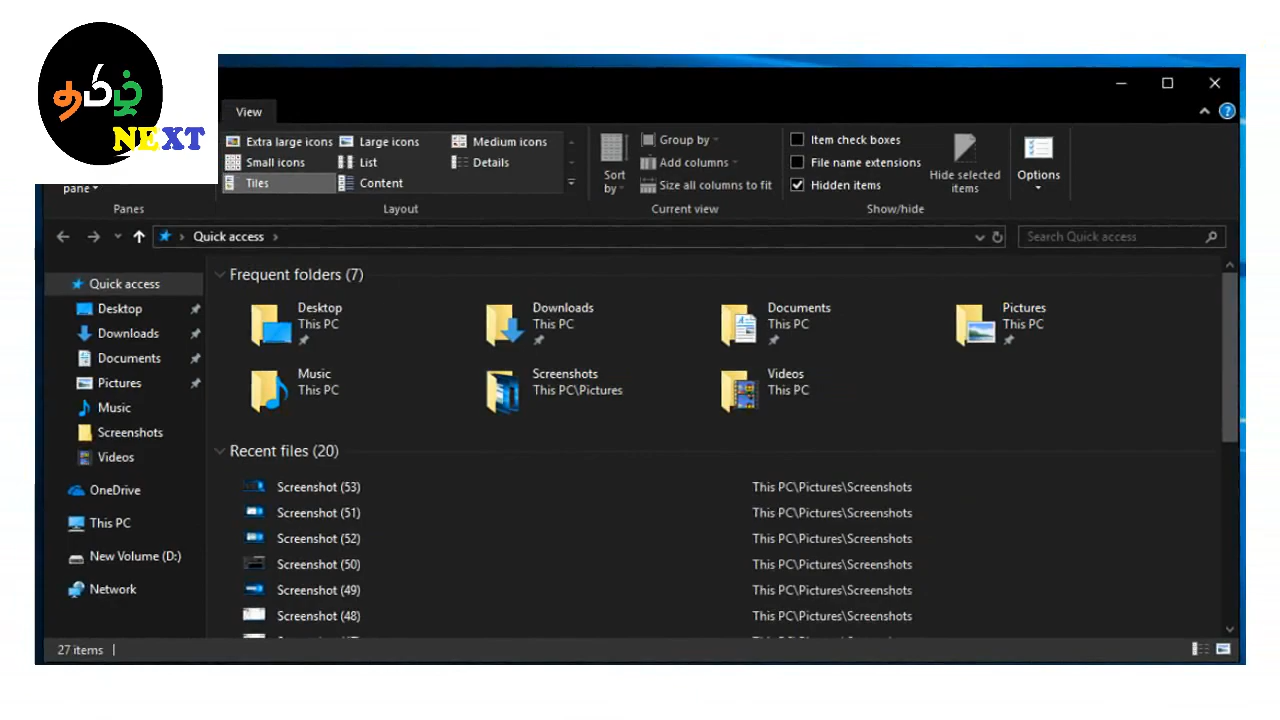 தமிழ்
NEXT
View
Extra large icons Large icons Medium icons
Small icons List Details
Tiles Content
Layout
Sort by
Group by
Add columns
Size all columns to fit
Current view
Item check boxes
File name extensions
Hidden items
Hide selected items
Show/hide
Options
pane
Panes
Quick access
Search Quick access
Quick access
Desktop
Downloads
Documents
Pictures
Music
Screenshots
Videos
OneDrive
This PC
New Volume (D:)
Network
Frequent folders (7)
Desktop
This PC
Downloads
This PC
Documents
This PC
Pictures
This PC
Music
This PC
Screenshots
This PC\Pictures
Videos
This PC
Recent files (20)
Screenshot (53) This PC\Pictures\Screenshots
Screenshot (51) This PC\Pictures\Screenshots
Screenshot (52) This PC\Pictures\Screenshots
Screenshot (50) This PC\Pictures\Screenshots
Screenshot (49) This PC\Pictures\Screenshots
Screenshot (48) This PC\Pictures\Screenshots
27 items